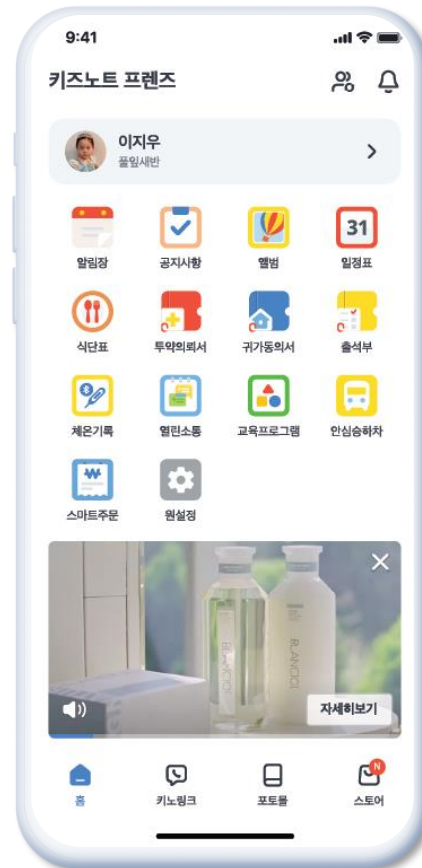 9:41
키즈노트 프렌즈
이지우
풀잎새반
31
알림장
공지사항
앨범
일정표
식단표
투약의뢰서
귀가동의서
출석부
체온기록
열린소통
교육프로그램
안심승하차
₩
스마트주문
원설정
자세히보기
N
홈
키노링크
포토몰
스토어